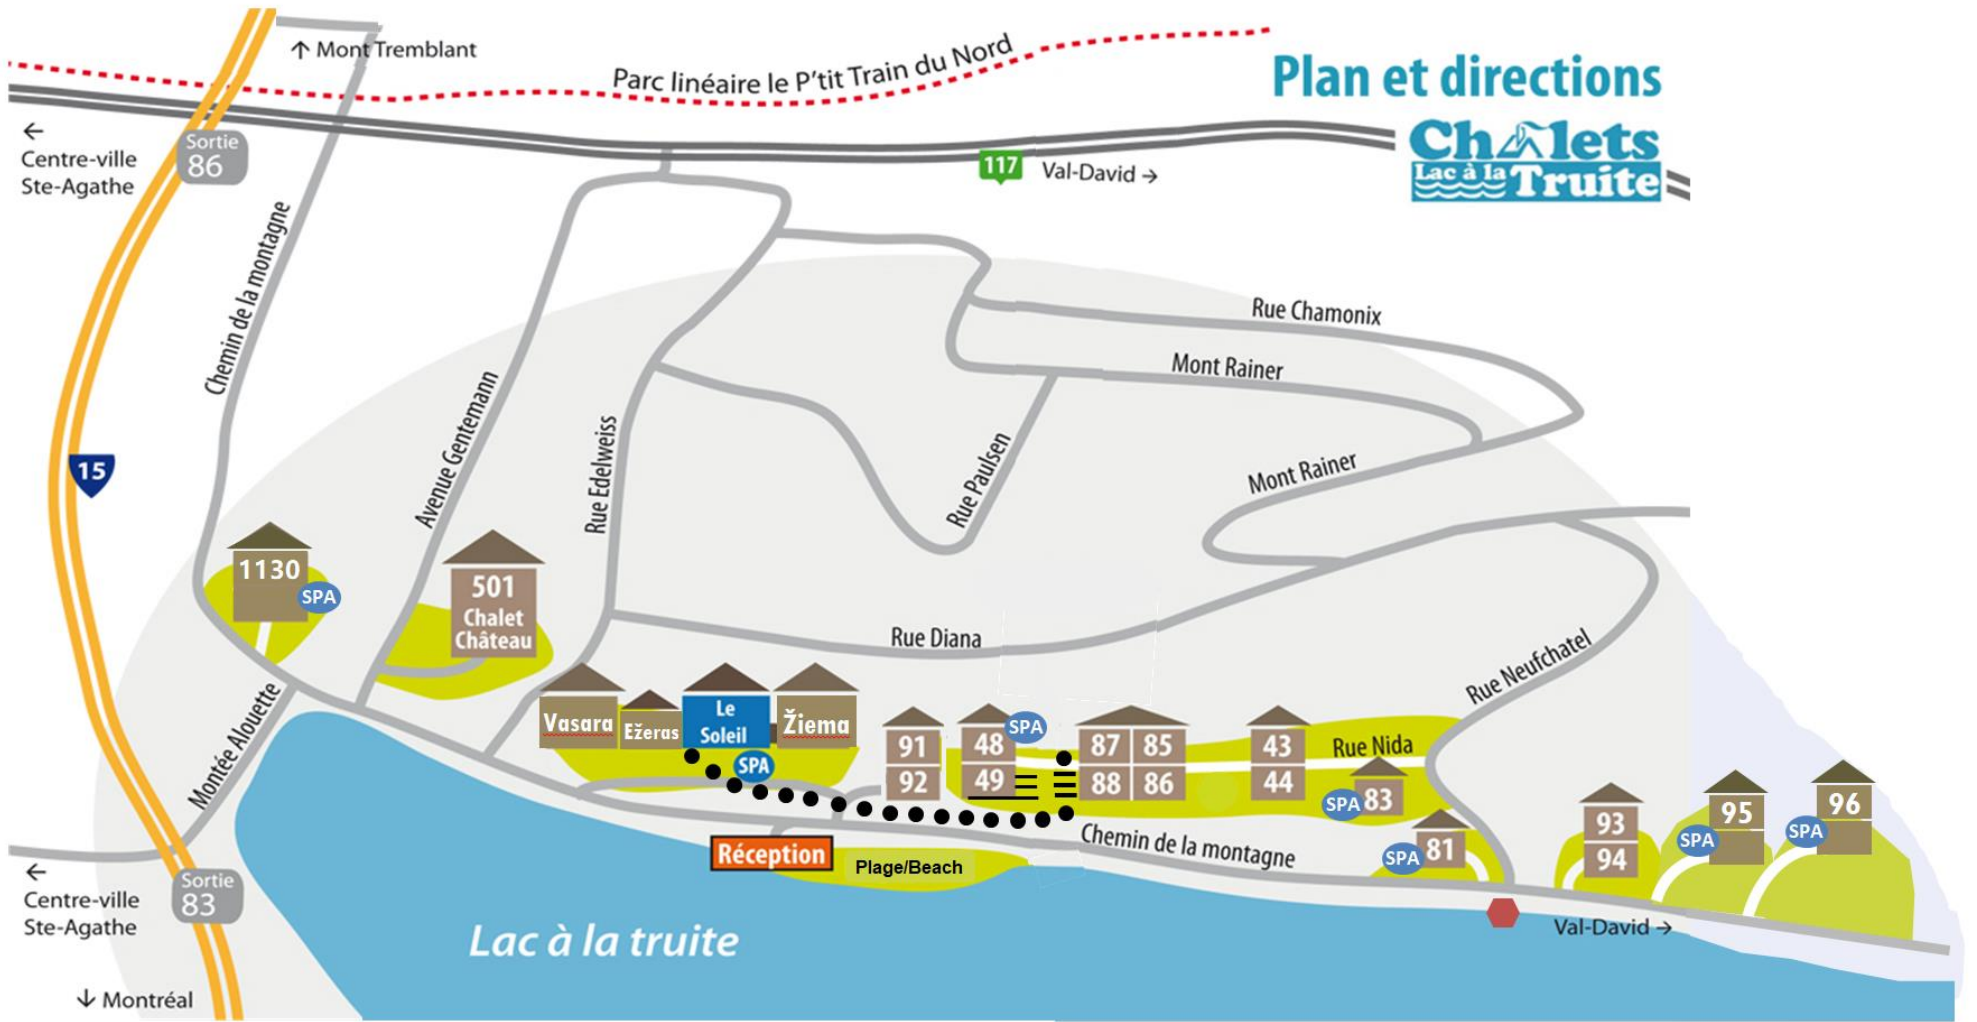 ↑ Mont Tremblant
Parc linéaire le P'tit Train du Nord
Plan et directions
Chalets
Lac à la
Truite
←
Centre-ville
Ste-Agathe
Sortie
86
117
Val-David →
Chemin de la montagne
Rue Chamonix
Mont Rainer
Avenue Gentemann
Rue Edelweiss
Rue Paulsen
Mont Rainer
15
1130
SPA
501
Chalet
Château
Rue Diana
Rue Neufchatel
Montée Alouette
Vasara
Ežeras
Le
Soleil
Žiema
SPA
91
92
48
49
SPA
87
85
88
86
43
44
Rue Nida
SPA
83
SPA
81
93
94
95
SPA
96
SPA
Chemin de la montagne
Réception
Plage/Beach
←
Centre-ville
Ste-Agathe
Sortie
83
Lac à la truite
Val-David →
↓ Montréal